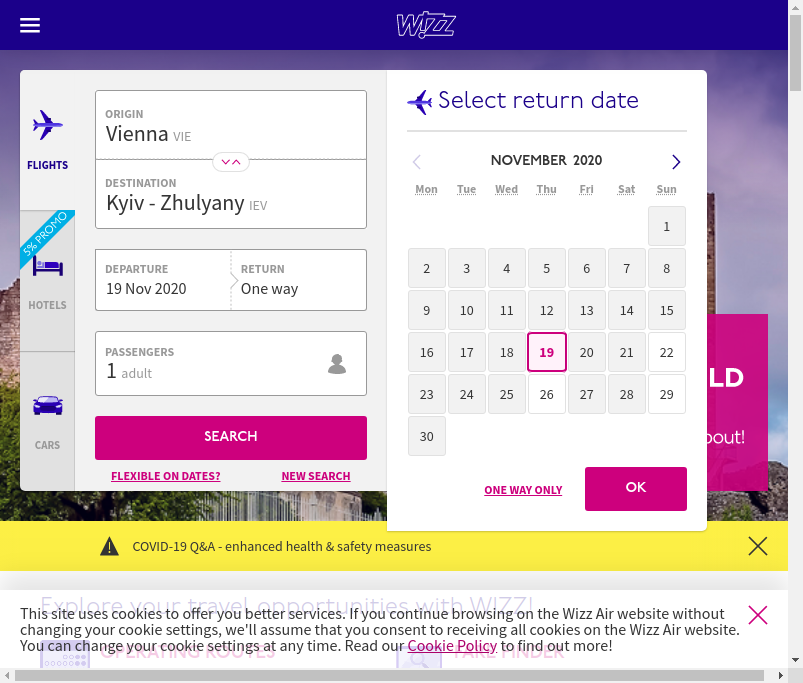 WIZZ
FLIGHTS
5% PROMO
HOTELS
CARS
ORIGIN
Vienna VIE
DESTINATION
Kyiv - Zhulyany IEV
DEPARTURE
19 Nov 2020
RETURN
One way
PASSENGERS
1 adult
SEARCH
FLEXIBLE ON DATES?
NEW SEARCH
Select return date
NOVEMBER 2020
Mon Tue Wed Thu Fri Sat Sun
1
2 3 4 5 6 7 8
9 10 11 12 13 14 15
16 17 18 19 20 21 22
23 24 25 26 27 28 29
30
ONE WAY ONLY
OK
LD
bout!
COVID-19 Q&A - enhanced health & safety measures
Explore your travel opportunities with WIZZ!
This site uses cookies to offer you better services. If you continue browsing on the Wizz Air website without
changing your cookie settings, we'll assume that you consent to receiving all cookies on the Wizz Air website.
You can change your cookie settings at any time. Read our Cookie Policy to find out more!
OPERATING ROUTES
FARE FINDER